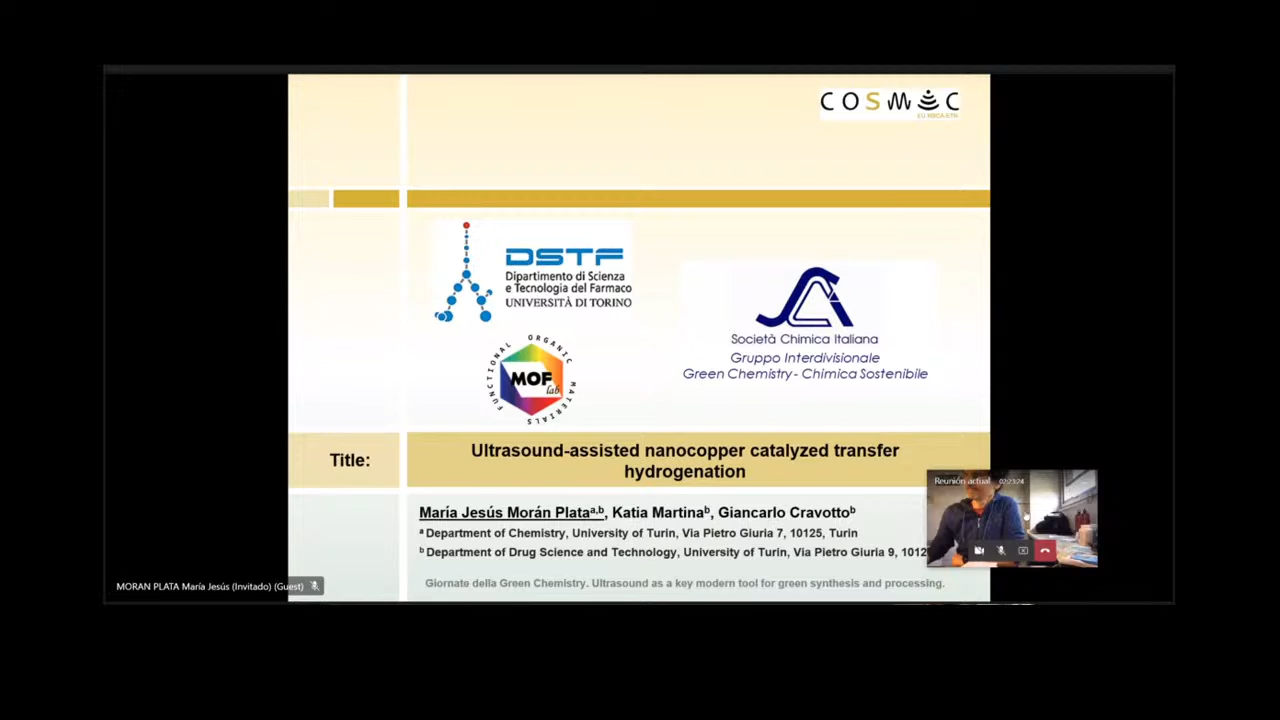 COSMIC
EU MSCA-ETN
DSTF
Dipartimento di Scienza
e Tecnologia del Farmaco
UNIVERSITÀ DI TORINO
Società Chimica Italiana
Gruppo Interdivisionale
Green Chemistry - Chimica Sostenibile
FUNCTIONAL ORGANIC MATERIALS
MOF
lab
Title:
Ultrasound-assisted nanocopper catalyzed transfer
hydrogenation
María Jesús Morán Plataᵃ,ᵇ, Katia Martinaᵇ, Giancarlo Cravottoᵇ
ᵃ Department of Chemistry, University of Turin, Via Pietro Giuria 7, 10125, Turin
ᵇ Department of Drug Science and Technology, University of Turin, Via Pietro Giuria 9, 1012
Giornate della Green Chemistry. Ultrasound as a key modern tool for green synthesis and processing.
Reunión actual 02:23:24
MORAN PLATA María Jesús (Invitado) (Guest)